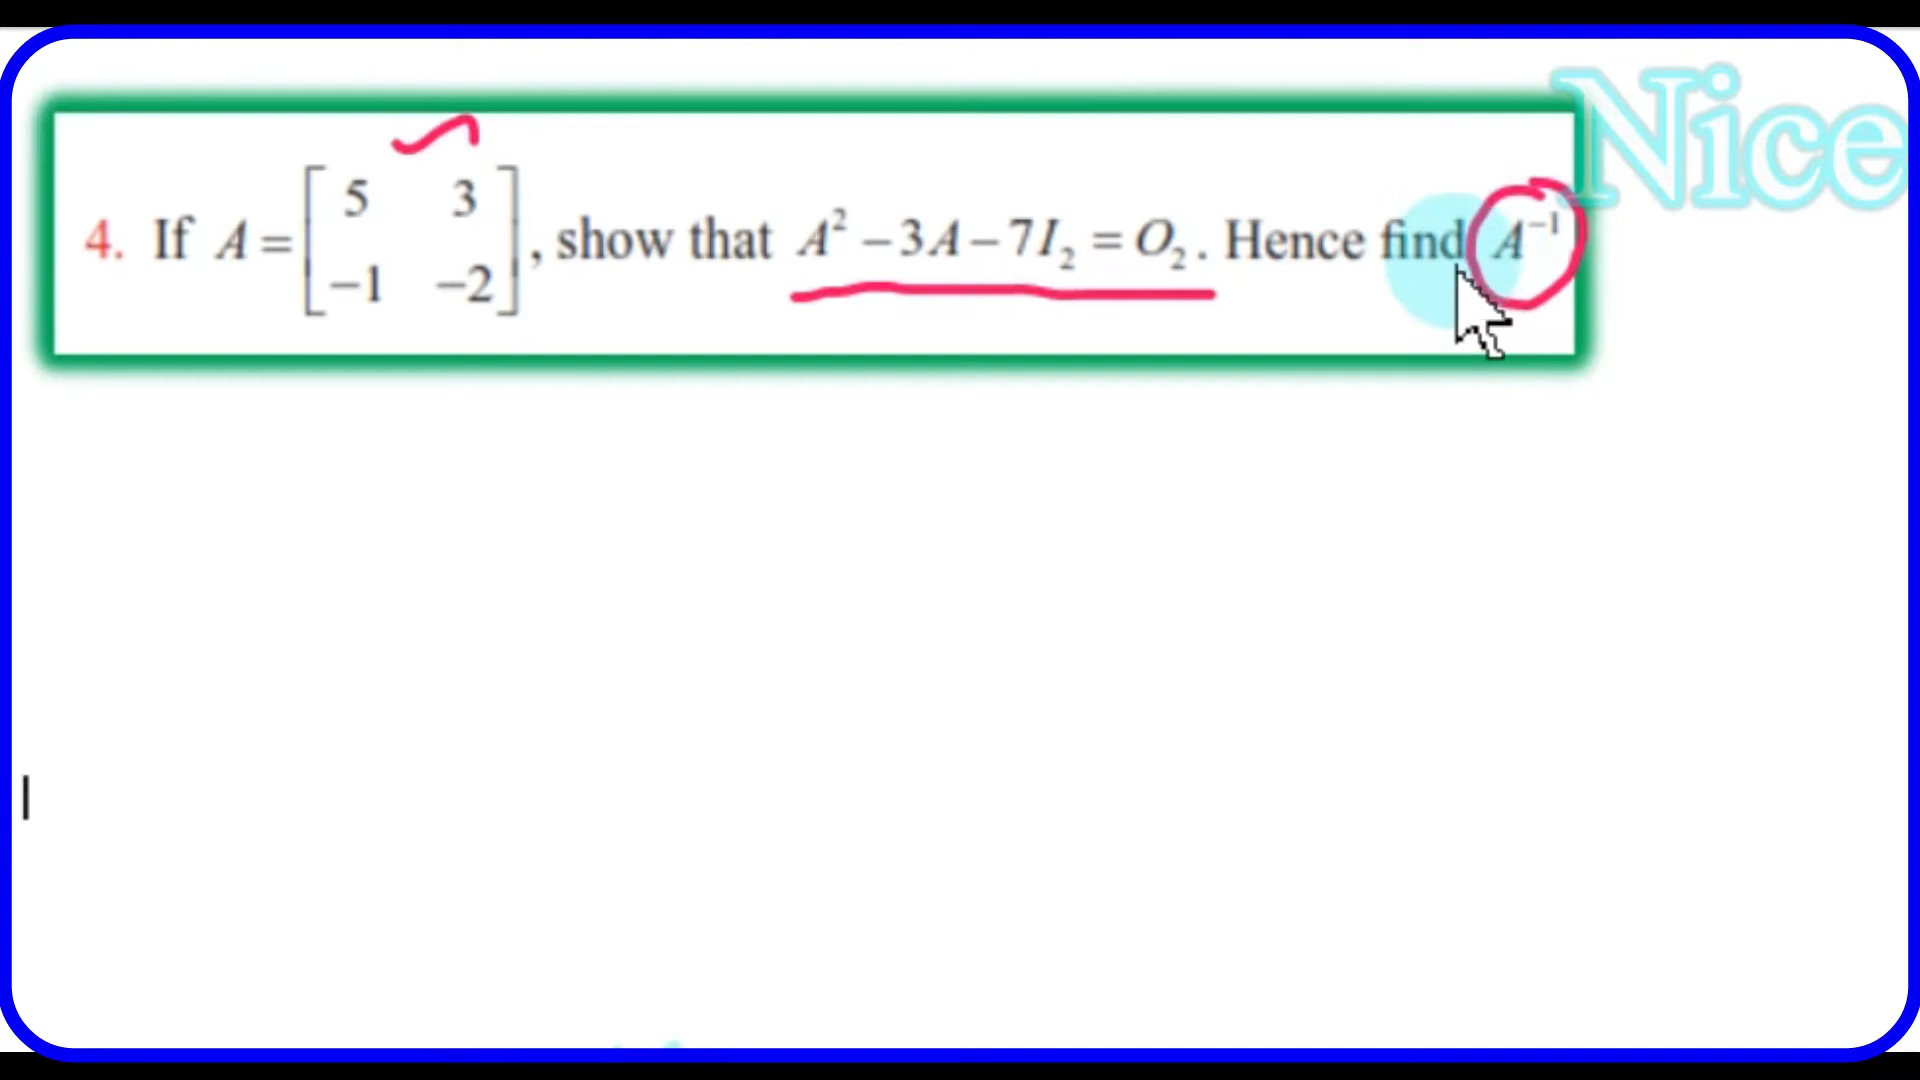 Nice
4. If A = [ 5 3 ; −1 −2 ], show that A² − 3A − 7I₂ = O₂. Hence find A⁻¹